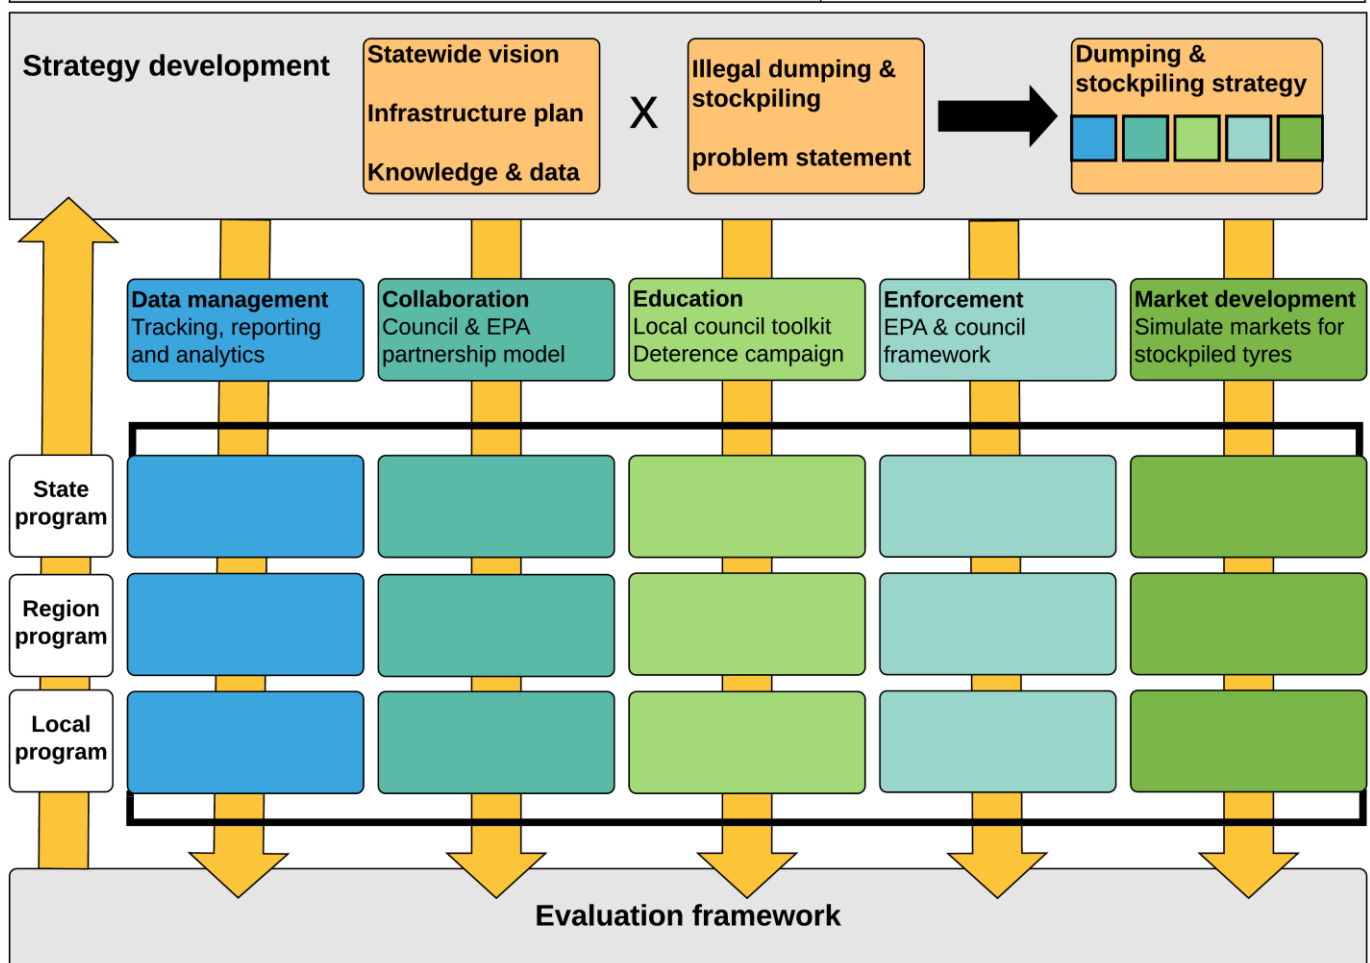 Strategy development
Statewide vision
Infrastructure plan
Knowledge & data
X
Illegal dumping &
stockpiling
problem statement
Dumping &
stockpiling strategy
Data management
Tracking, reporting
and analytics
Collaboration
Council & EPA
partnership model
Education
Local council toolkit
Deterence campaign
Enforcement
EPA & council
framework
Market development
Simulate markets for
stockpiled tyres
State
program
Region
program
Local
program
Evaluation framework